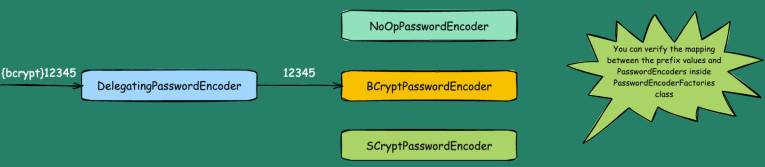 NoOpPasswordEncoder
{bcrypt}12345
DelegatingPasswordEncoder
12345
BCryptPasswordEncoder
SCryptPasswordEncoder
You can verify the mapping
between the prefix values and
PasswordEncoders inside
PasswordEncoderFactories
class